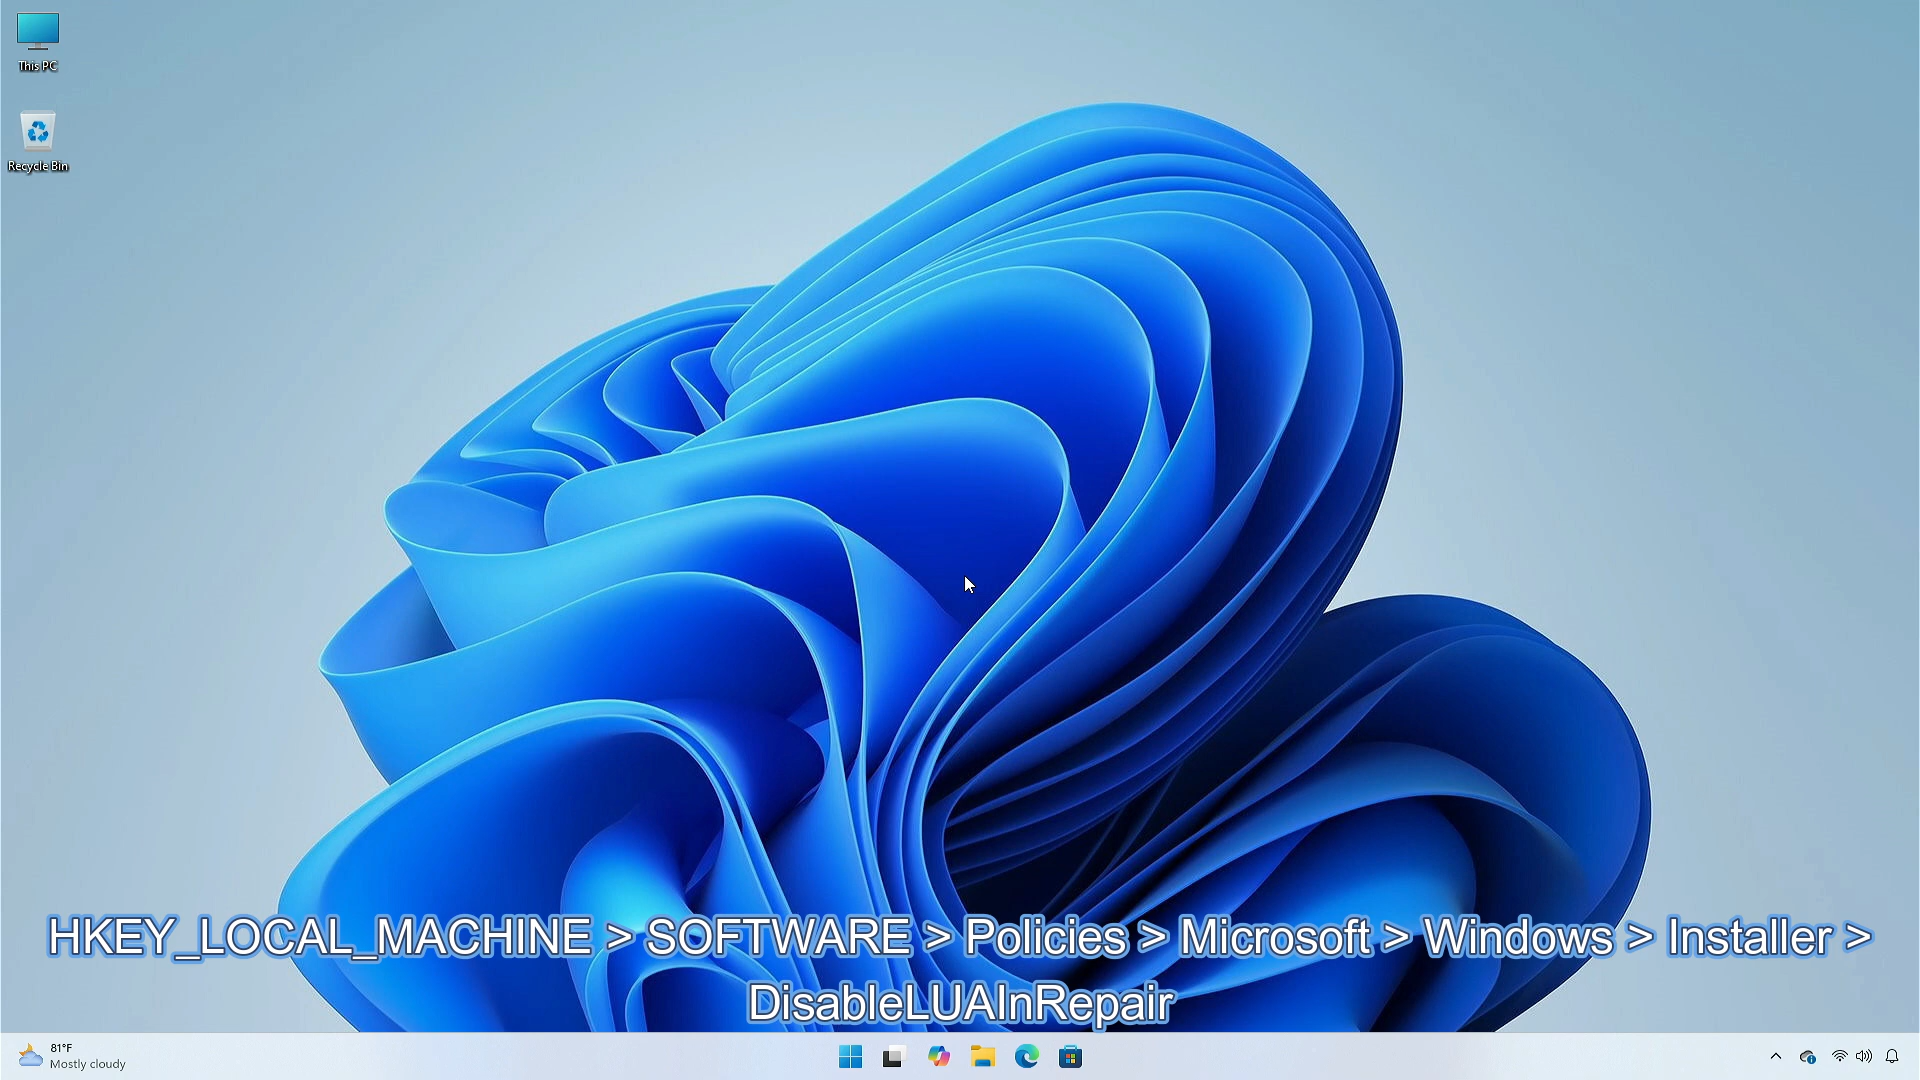 This PC
Recycle Bin
HKEY_LOCAL_MACHINE > SOFTWARE > Policies > Microsoft > Windows > Installer >
DisableLUAInRepair
81°F
Mostly cloudy